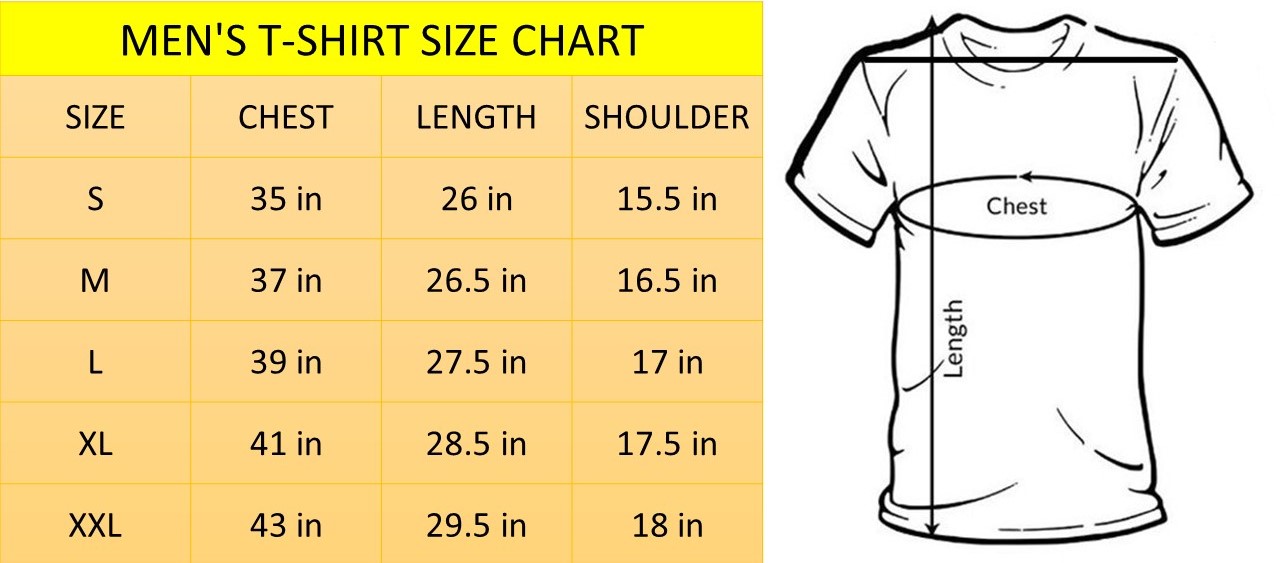 MEN'S T-SHIRT SIZE CHART
SIZE CHEST LENGTH SHOULDER
S 35 in 26 in 15.5 in
M 37 in 26.5 in 16.5 in
L 39 in 27.5 in 17 in
XL 41 in 28.5 in 17.5 in
XXL 43 in 29.5 in 18 in
Chest
Length